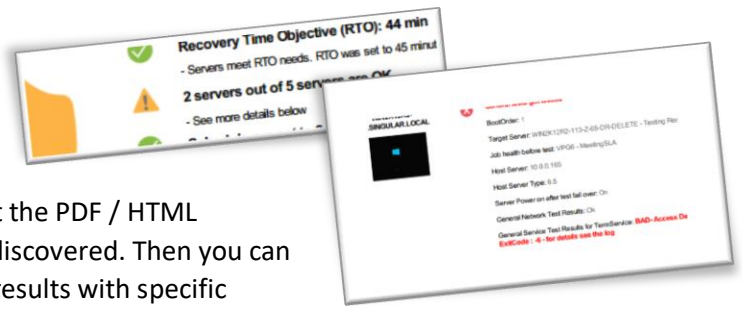 Recovery Time Objective (RTO): 44 min
- Servers meet RTO needs. RTO was set to 45 minut
2 servers out of 5 servers are OK
- See more details below
.SINGULAR.LOCAL
BootOrder: 1
Target Server: WIN2K12R2-113-Z-65-DR-DELETE - Testing Rec
Job health before test: VPG6 - MeetingSLA
Host Server: 10.0.0.165
Host Server Type: 6.5
Server Power on after test fail over: On
General Network Test Results: Ok
General Service Test Results for TermService: BAD- Access De
ExitCode : -6 - for details see the log
t the PDF / HTML
discovered. Then you can
results with specific